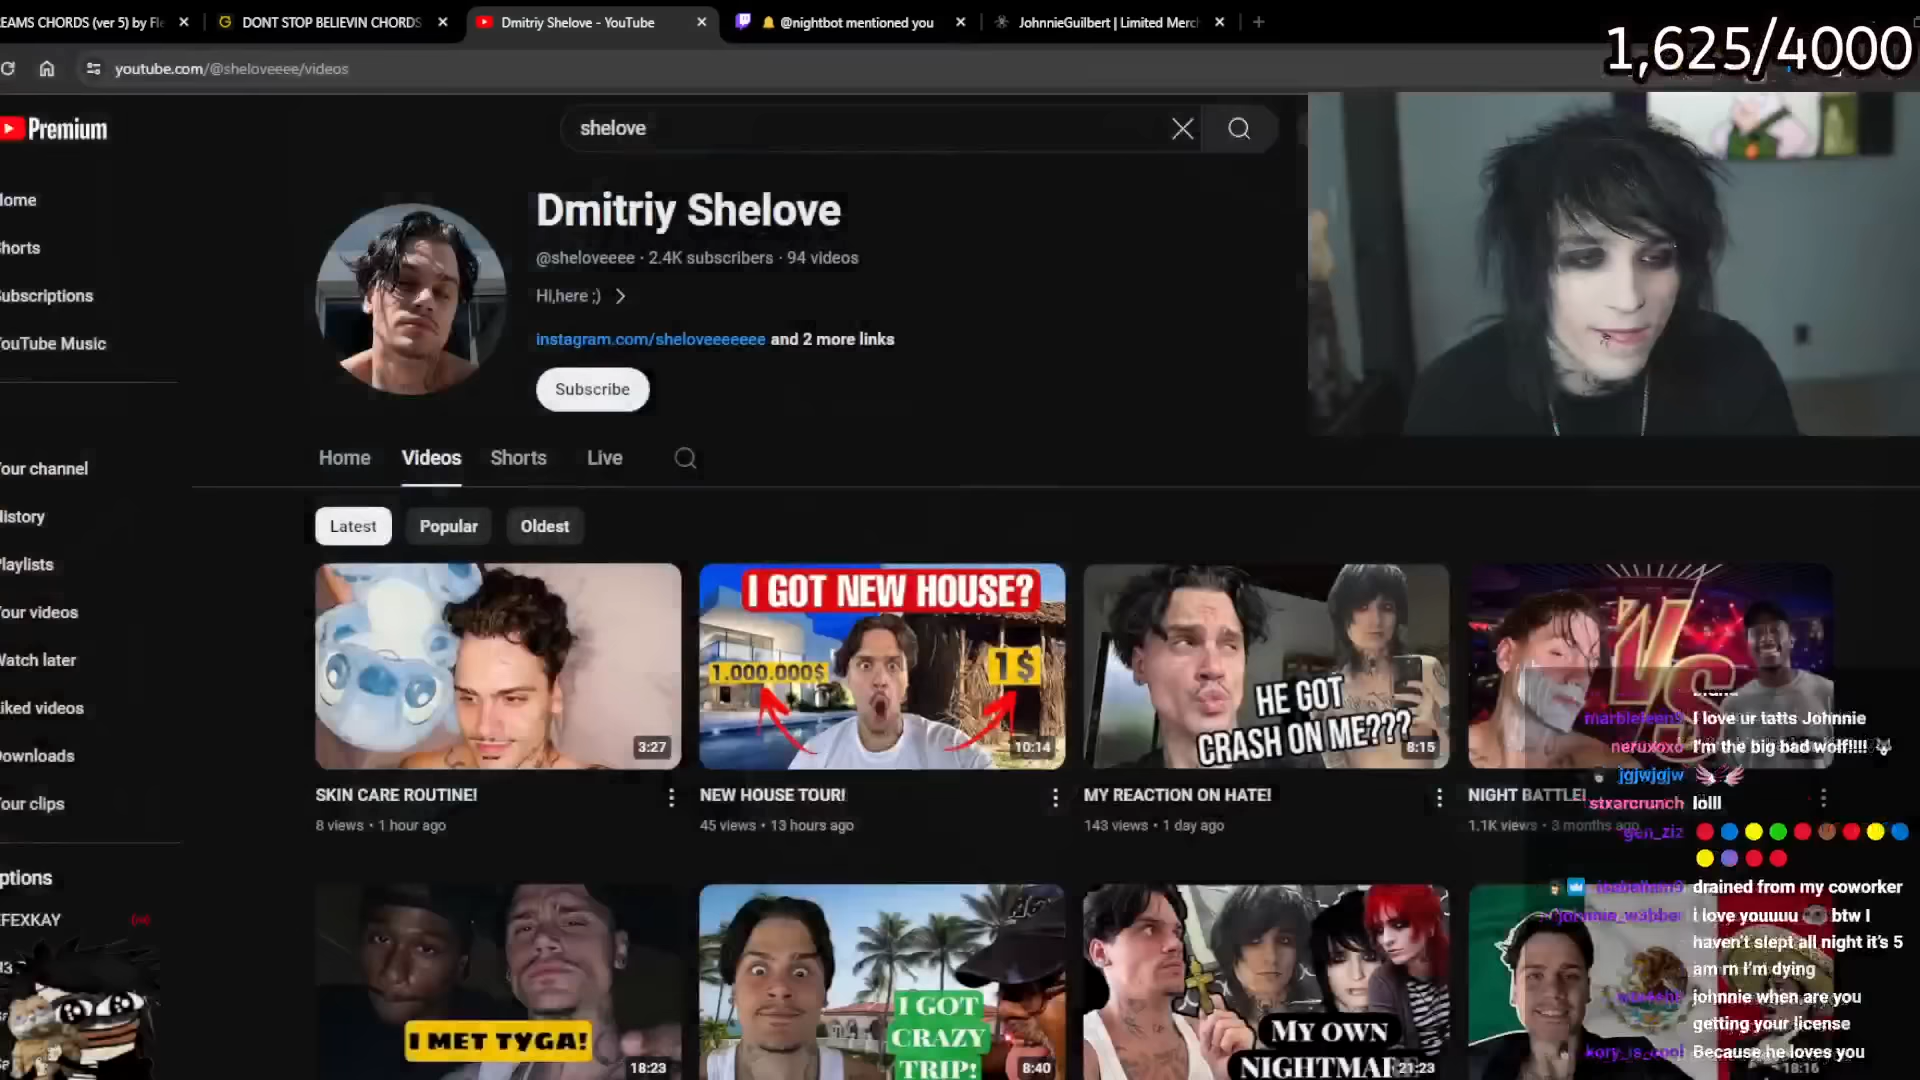 EAMS CHORDS (ver 5) by Fle
DONT STOP BELIEVIN CHORDS
Dmitriy Shelove - YouTube
@nightbot mentioned you
JohnnieGuilbert | Limited Merch
1,625/4000
youtube.com/@sheloveeee/videos
Premium
shelove
ome
horts
ubscriptions
ouTube Music
our channel
istory
laylists
our videos
atch later
iked videos
ownloads
our clips
ptions
FEXKAY
Dmitriy Shelove
@sheloveeee · 2.4K subscribers · 94 videos
HI,here ;)
instagram.com/sheloveeeeeee and 2 more links
Subscribe
Home
Videos
Shorts
Live
Latest
Popular
Oldest
3:27
SKIN CARE ROUTINE!
8 views • 1 hour ago
I GOT NEW HOUSE?
1.000.000$
1$
10:14
NEW HOUSE TOUR!
45 views • 13 hours ago
HE GOT
CRASH ON ME???
8:15
MY REACTION ON HATE!
143 views • 1 day ago
VS
NIGHT BATTLE!
1.1K views • 3 months ago
I MET TYGA!
18:23
I GOT
CRAZY
TRIP!
8:40
MY OWN
NIGHTMAR
21:23
18:16
I love ur tatts Johnnie
neruxoxo I'm the big bad wolf!!!!
jgjwjgjw
stxarcrunch lolll
gen_ziz
drained from my coworker
i love youuuu btw I
haven't slept all night it's 5
am rn I'm dying
johnnie when are you
getting your license
kory_is_cool Because he loves you